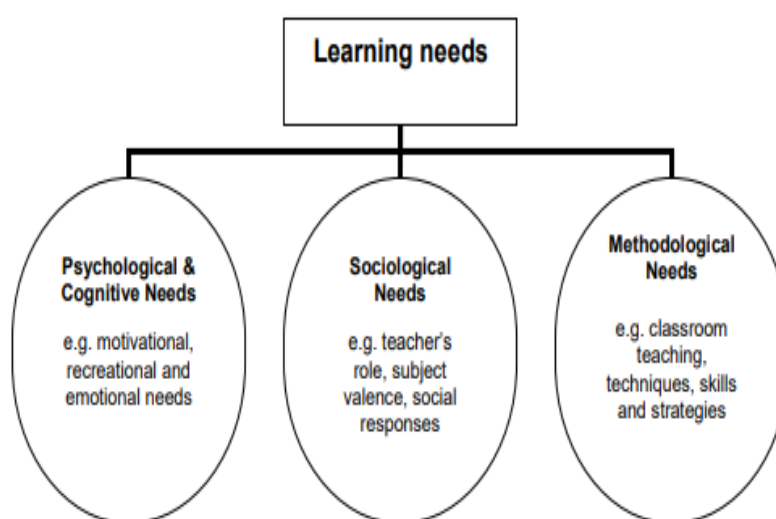 Learning needs
Psychological &
Cognitive Needs
e.g. motivational,
recreational and
emotional needs
Sociological
Needs
e.g. teacher's
role, subject
valence, social
responses
Methodological
Needs
e.g. classroom
teaching,
techniques, skills
and strategies